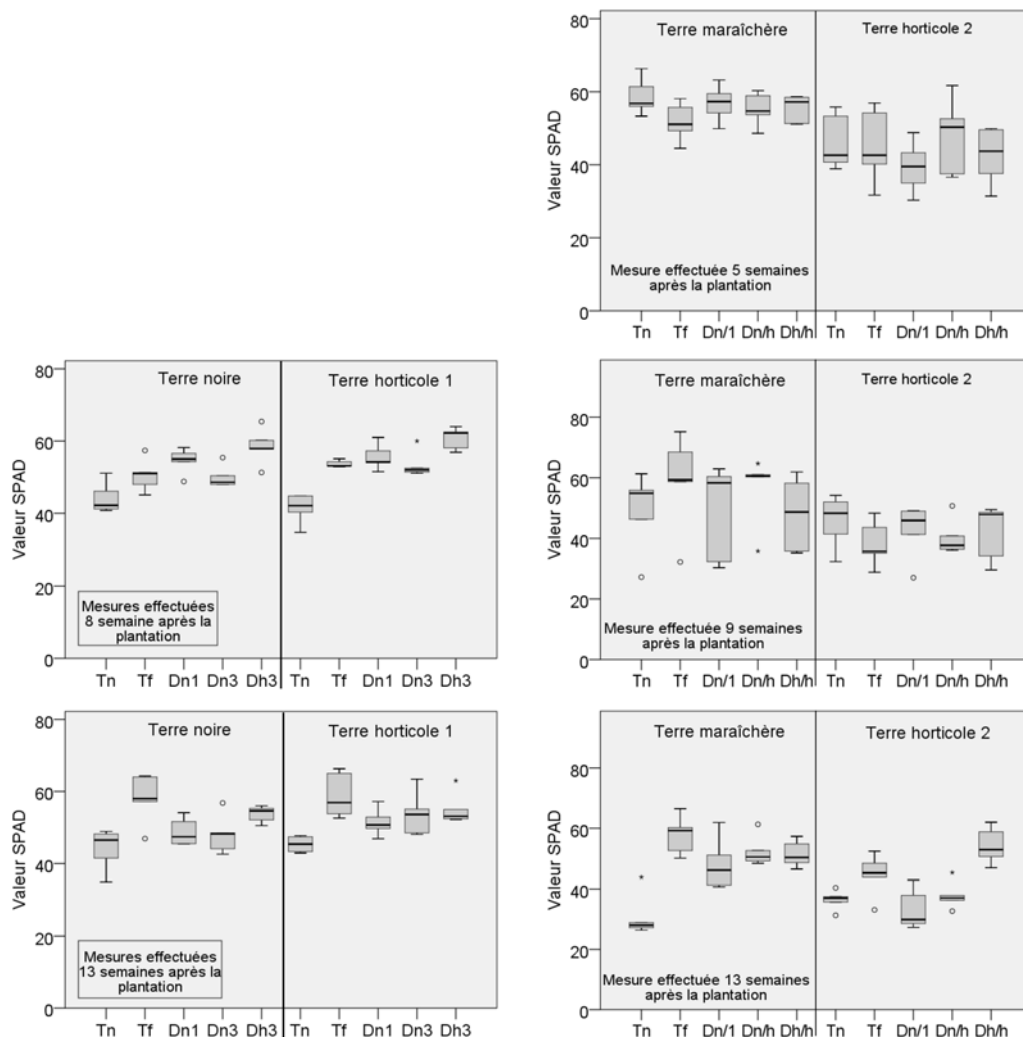 Terre maraîchère
Terre horticole 2
Valeur SPAD
80
60
40
20
0
Mesure effectuée 5 semaines
après la plantation
Tn Tf Dn/1 Dn/h Dh/h Tn Tf Dn/1 Dn/h Dh/h
Terre noire
Terre horticole 1
Valeur SPAD
80
60
40
20
0
Mesures effectuées
8 semaine après la
plantation
Tn Tf Dn1 Dn3 Dh3 Tn Tf Dn1 Dn3 Dh3
Terre maraîchère
Terre horticole 2
Valeur SPAD
80
60
40
20
0
Mesure effectuée 9 semaines
après la plantation
Tn Tf Dn/1 Dn/h Dh/h Tn Tf Dn/1 Dn/h Dh/h
Terre noire
Terre horticole 1
Valeur SPAD
80
60
40
20
0
Mesures effectuées
13 semaines après la
plantation
Tn Tf Dn1 Dn3 Dh3 Tn Tf Dn1 Dn3 Dh3
Terre maraîchère
Terre horticole 2
Valeur SPAD
80
60
40
20
0
Mesure effectuée 13 semaines
après la plantation
Tn Tf Dn/1 Dn/h Dh/h Tn Tf Dn/1 Dn/h Dh/h